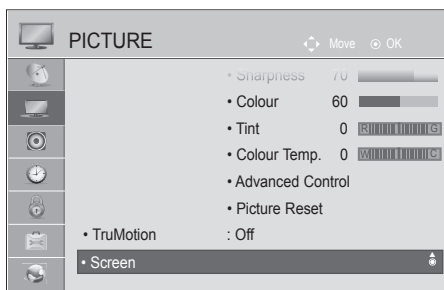 PICTURE Move OK
• Sharpness 70
• Colour 60
• Tint 0 R G
• Colour Temp. 0 W C
• Advanced Control
• Picture Reset
• TruMotion : Off
• Screen